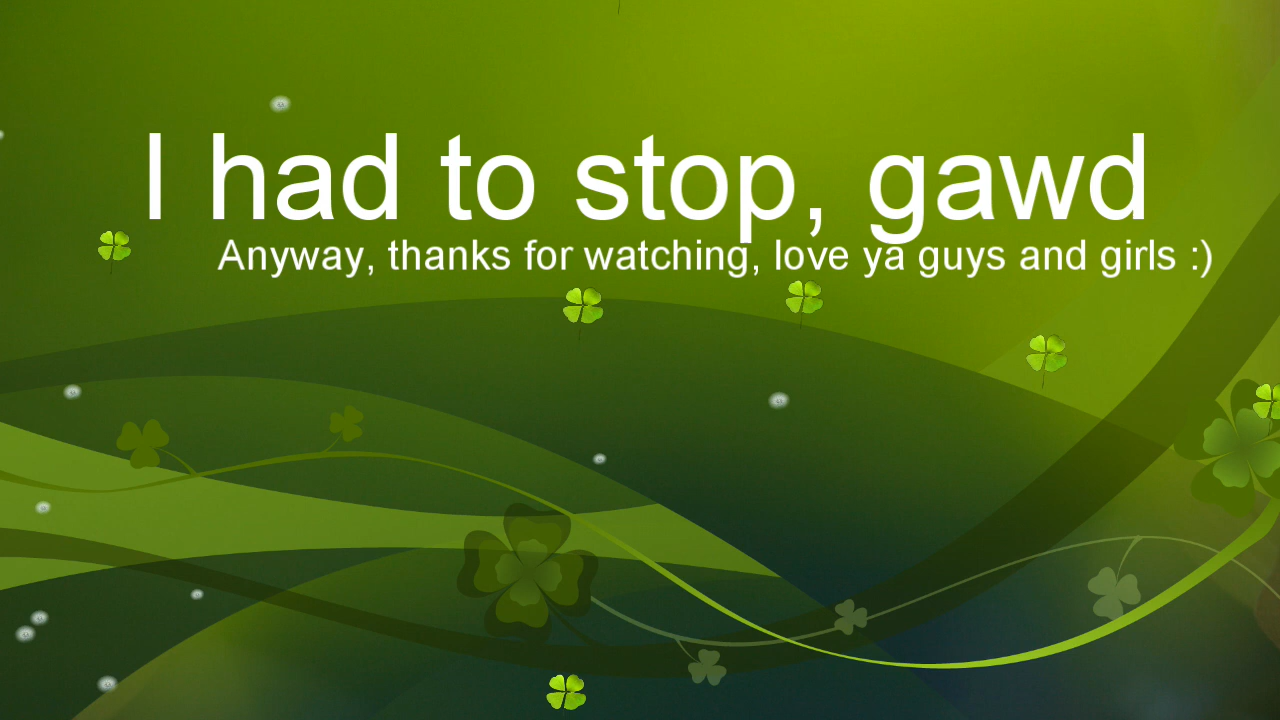 I had to stop, gawd
Anyway, thanks for watching, love ya guys and girls :)